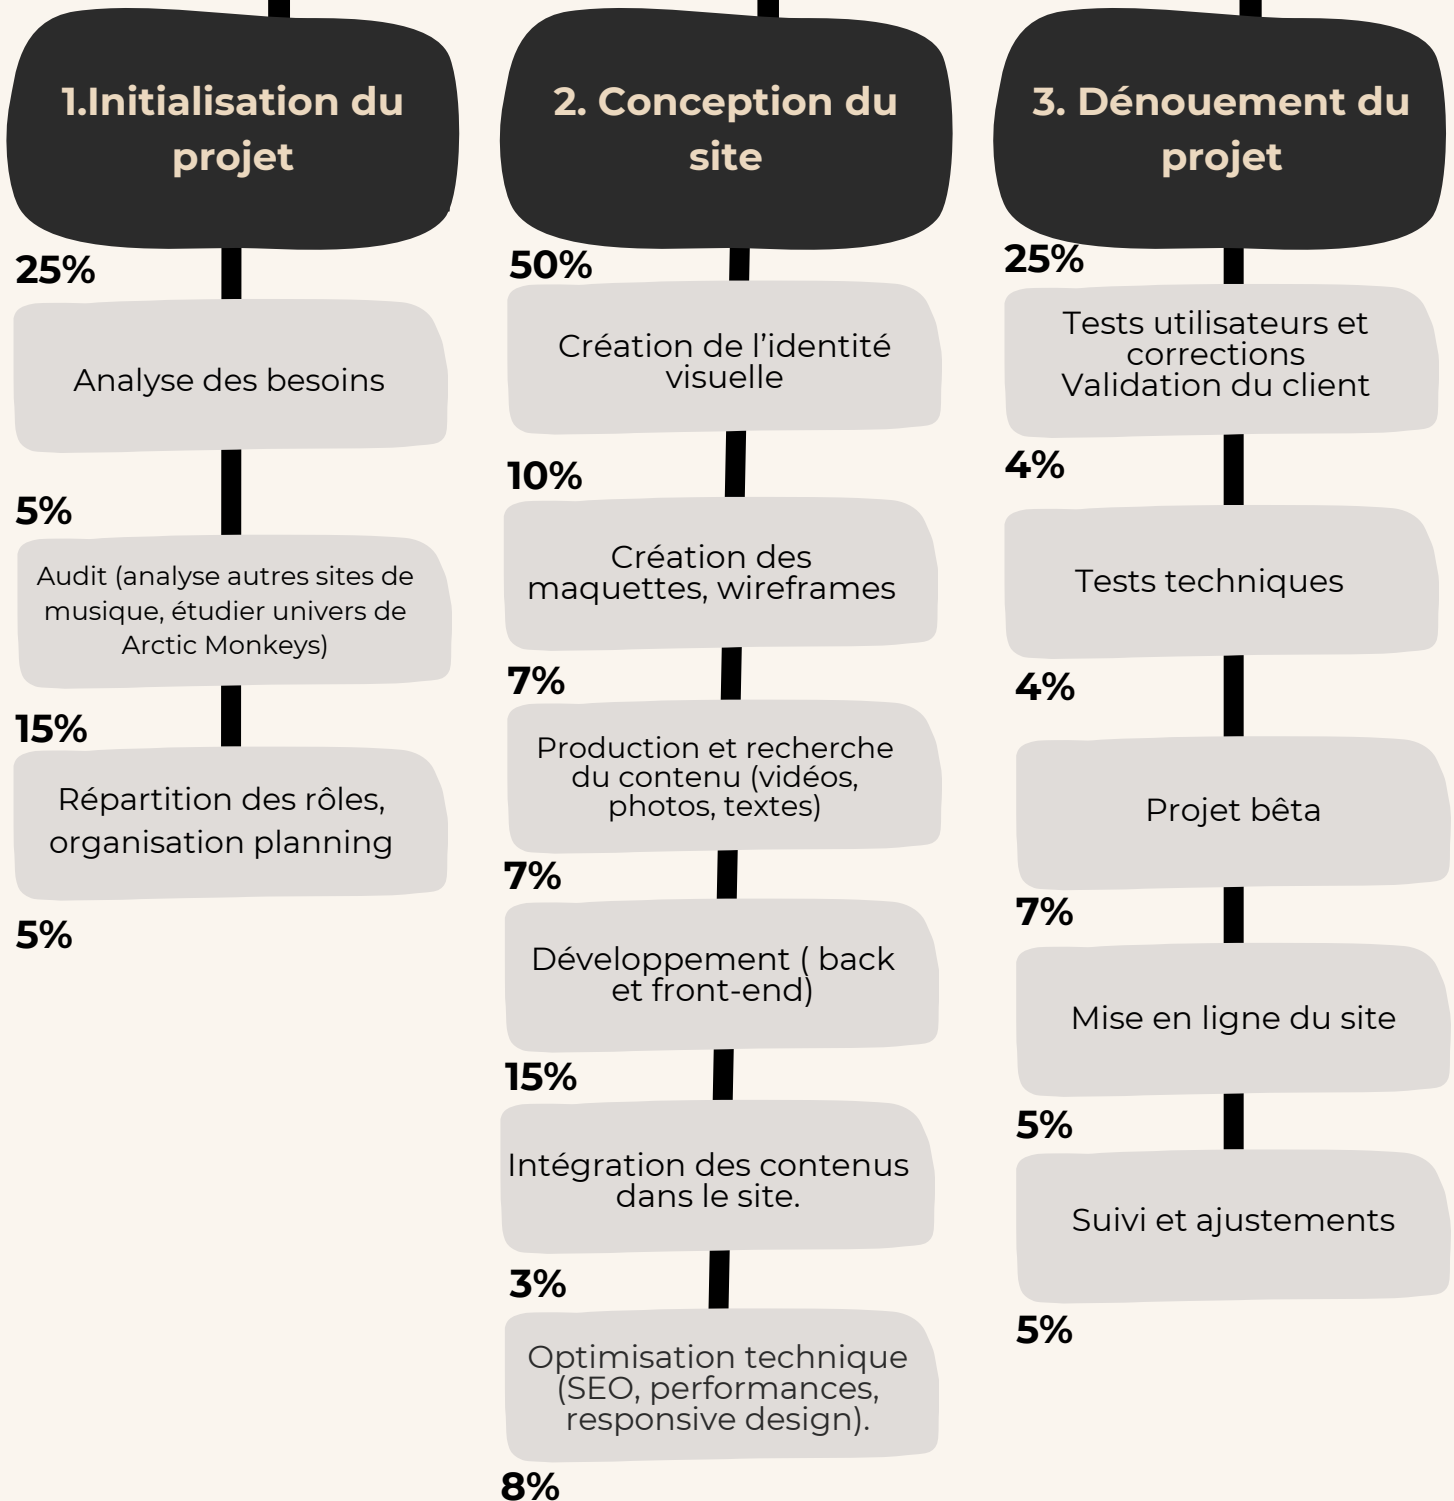 1.Initialisation du
projet
25%
Analyse des besoins
5%
Audit (analyse autres sites de
musique, étudier univers de
Arctic Monkeys)
15%
Répartition des rôles,
organisation planning
5%
2. Conception du
site
50%
Création de l’identité
visuelle
10%
Création des
maquettes, wireframes
7%
Production et recherche
du contenu (vidéos,
photos, textes)
7%
Développement ( back
et front-end)
15%
Intégration des contenus
dans le site.
3%
Optimisation technique
(SEO, performances,
responsive design).
8%
3. Dénouement du
projet
25%
Tests utilisateurs et
corrections
Validation du client
4%
Tests techniques
4%
Projet bêta
7%
Mise en ligne du site
5%
Suivi et ajustements
5%